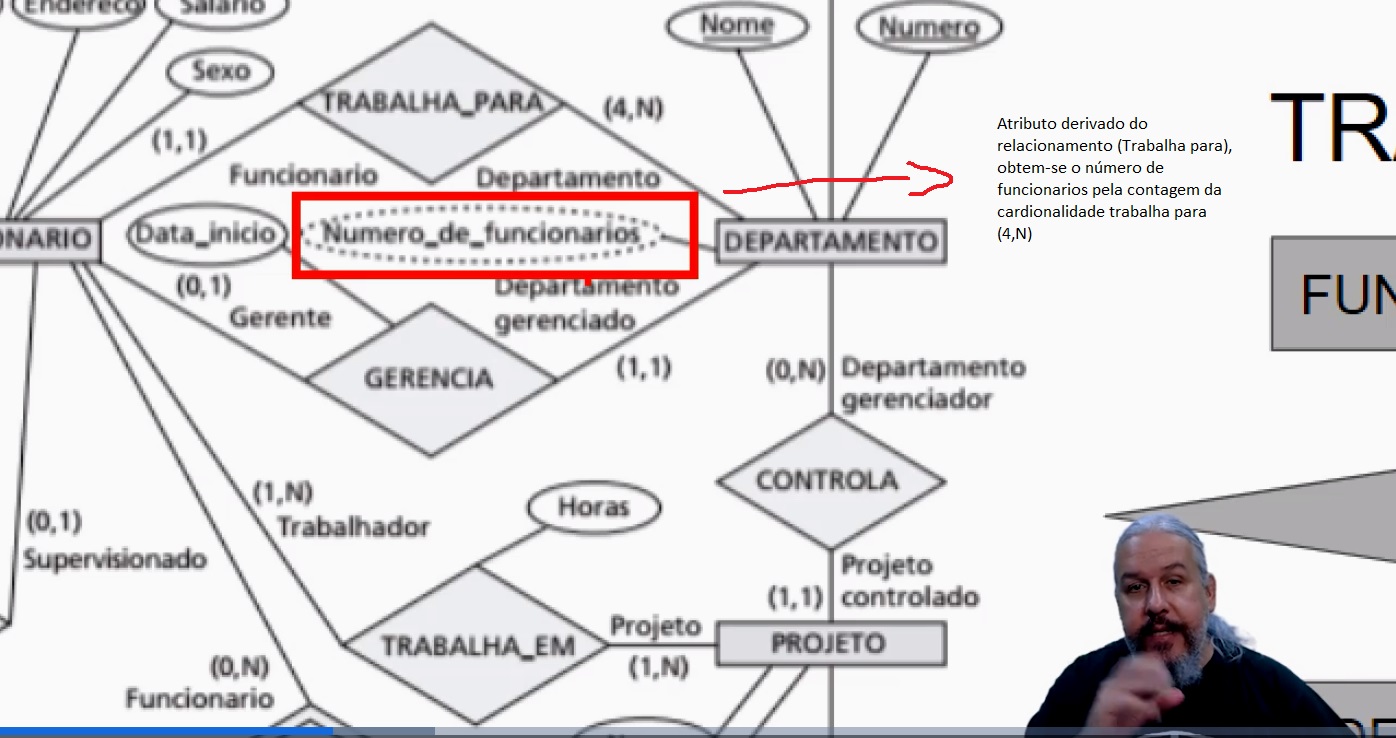 Endereco
Salario
Sexo
Nome
Numero
TRABALHA_PARA
(4,N)
(1,1)
Funcionario
Departamento
Atributo derivado do
relacionamento (Trabalha para),
obtem-se o número de
funcionarios pela contagem da
cardionalidade trabalha para
(4,N)
TR
ONARIO
Data_inicio
Numero_de_funcionarios
DEPARTAMENTO
(0,1)
Gerente
Departamento
gerenciado
GERENCIA
(1,1)
(0,N)
Departamento
gerenciador
FUN
CONTROLA
(1,N)
Trabalhador
Horas
(0,1)
Supervisionado
Projeto
controlado
(1,1)
TRABALHA_EM
Projeto
(1,N)
PROJETO
(0,N)
Funcionario